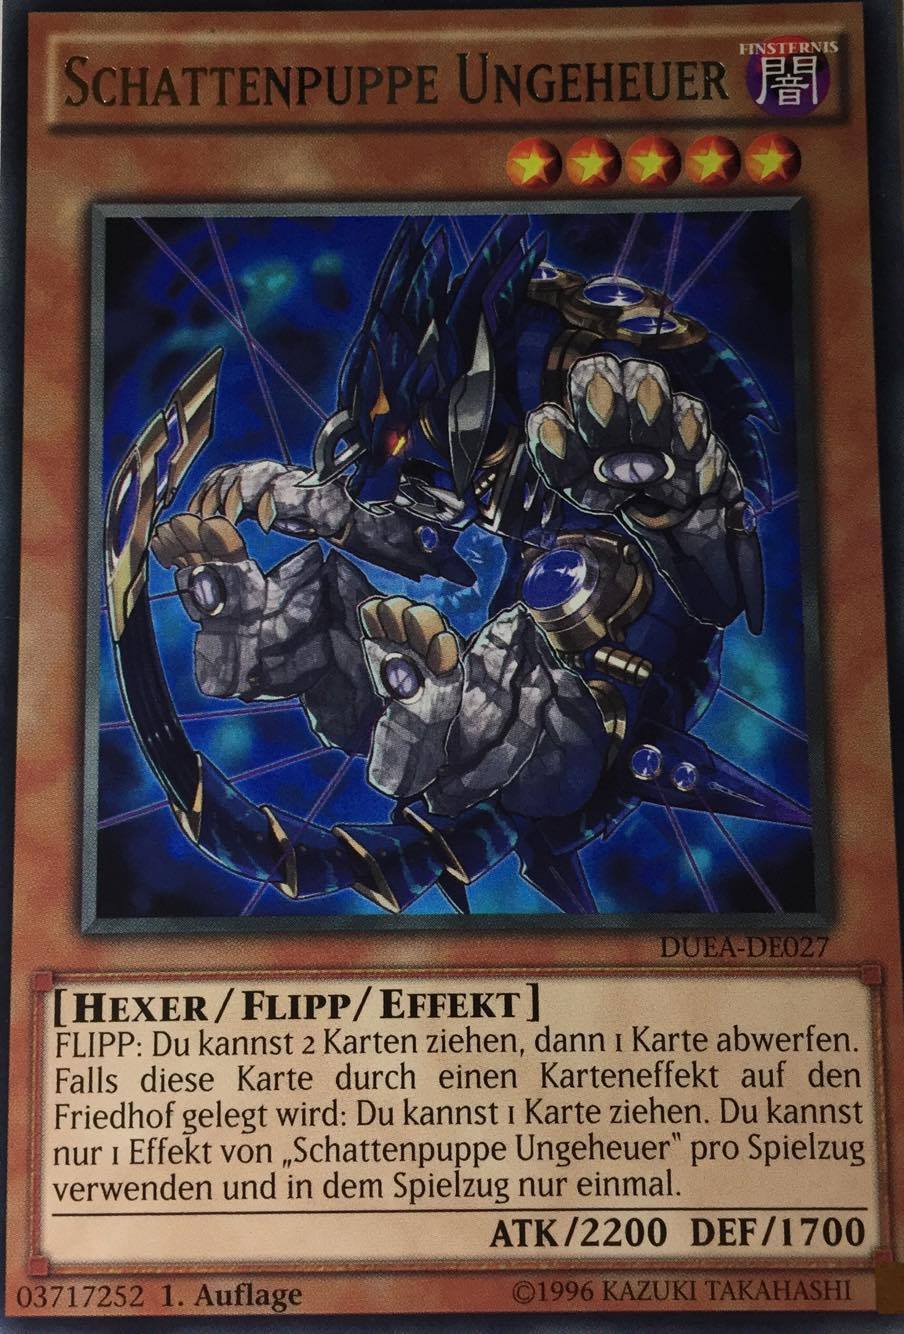 SCHATTENPUPPE UNGEHEUER
FINSTERNIS
闇
DUEA-DE027
[HEXER/FLIPP/EFFEKT]
FLIPP: Du kannst 2 Karten ziehen, dann 1 Karte abwerfen.
Falls diese Karte durch einen Karteneffekt auf den
Friedhof gelegt wird: Du kannst 1 Karte ziehen. Du kannst
nur 1 Effekt von „Schattenpuppe Ungeheuer" pro Spielzug
verwenden und in dem Spielzug nur einmal.
ATK/2200 DEF/1700
03717252 1. Auflage ©1996 KAZUKI TAKAHASHI